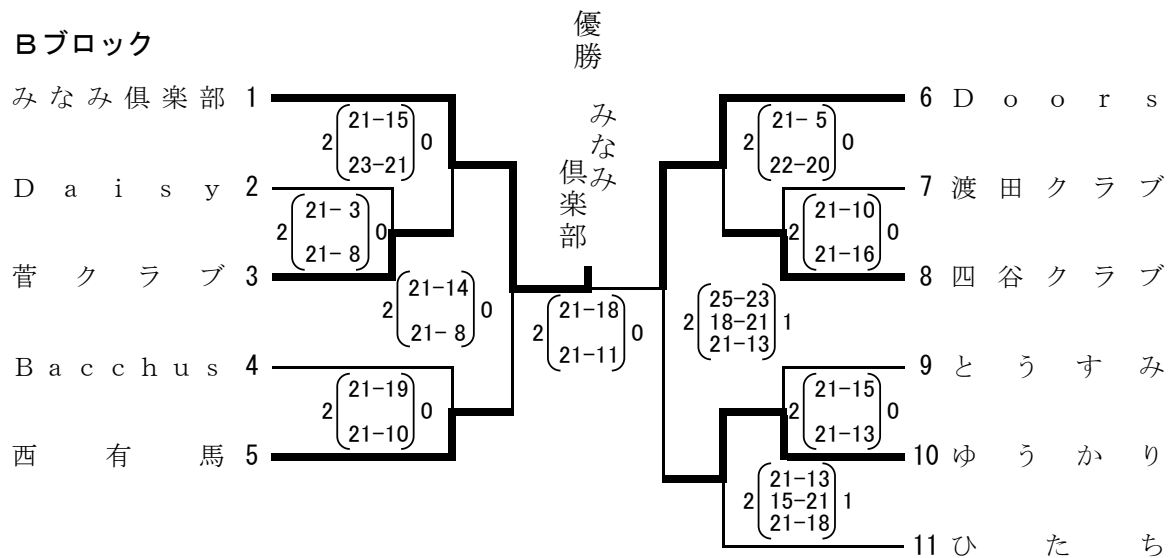 Bブロック
優勝 みなみ倶楽部
みなみ倶楽部 1
2 21-15 0
23-21
Daisy 2
2 21- 3 0
21- 8
菅クラブ 3
2 21-14 0
21- 8
Bacchus 4
2 21-19 0
21-10
西有馬 5
2 21-18 0
21-11
6 Doors
2 21- 5 0
22-20
7 渡田クラブ
2 21-10 0
21-16
8 四谷クラブ
25-23
2 18-21 1
21-13
9 とうすみ
2 21-15 0
21-13
10 ゆうかり
21-13
2 15-21 1
21-18
11 ひたち